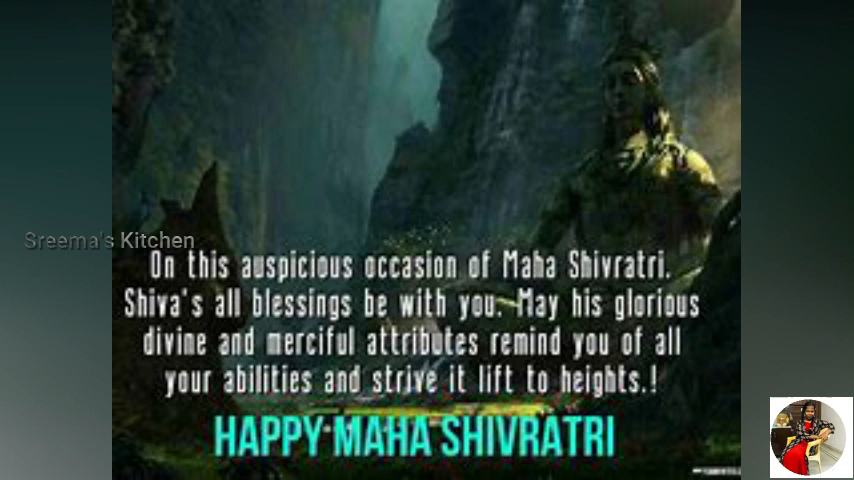 Sreema's Kitchen
On this auspicious occasion of Maha Shivratri.
Shiva's all blessings be with you. May his glorious
divine and merciful attributes remind you of all
your abilities and strive it lift to heights.!
HAPPY MAHA SHIVRATRI